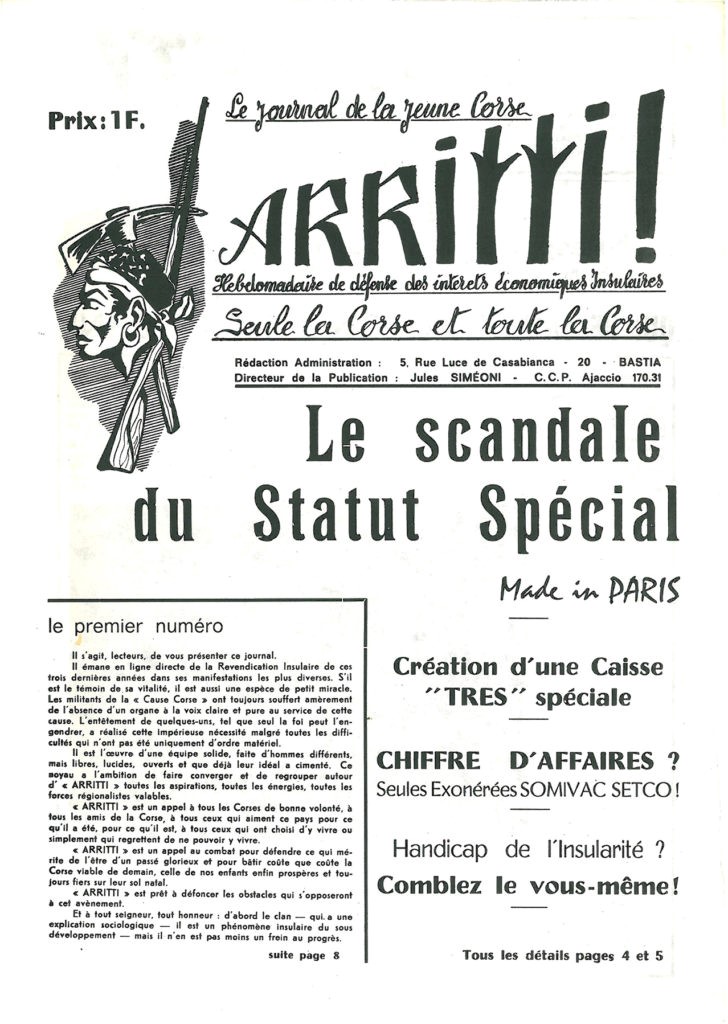 Prix: 1 F.
Le Journal de la jeune Corse
ARRITTI!
Hebdomadaire de défense des intérêts économiques Insulaires
Seule la Corse et toute la Corse
Rédaction Administration : 5, Rue Luce de Casabianca - 20 - BASTIA
Directeur de la Publication : Jules SIMÉONI - C.C.P. Ajaccio 170.31
Le scandale
du Statut Spécial
Made in PARIS
le premier numéro
Il s'agit, lecteurs, de vous présenter ce journal.
Il émane en ligne directe de la Revendication Insulaire de ces
trois dernières années dans ses manifestations les plus diverses. S'il
est le témoin de sa vitalité, il est aussi une espèce de petit miracle.
Les militants de la « Cause Corse » ont toujours souffert amèrement
de l'absence d'un organe à la voix claire et pure au service de cette
cause. L'entêtement de quelques-uns, tel que seul la foi peut l'en-
gendrer, a réalisé cette impérieuse nécessité malgré toutes les diffi-
cultés qui n'ont pas été uniquement d'ordre matériel.
Il est l'œuvre d'une équipe solide, faite d'hommes différents,
mais libres, lucides, ouverts et que déjà leur idéal a cimenté. Ce
noyau a l'ambition de faire converger et de regrouper autour
d' « ARRITTI » toutes les aspirations, toutes les énergies, toutes les
forces régionalistes valables.
« ARRITTI » est un appel à tous les Corses de bonne volonté, à
tous les amis de la Corse, à tous ceux qui aiment ce pays pour ce
qu'il a été, pour ce qu'il est, à tous ceux qui ont choisi d'y vivre ou
simplement qui regrettent de ne pouvoir y vivre.
« ARRITTI » est un appel au combat pour défendre ce qui mé-
rite de l'être d'un passé glorieux et pour bâtir coûte que coûte la
Corse viable de demain, celle de nos enfants enfin prospères et tou-
jours fiers sur leur sol natal.
« ARRITTI » est prêt à défoncer les obstacles qui s'opposeront
à cet avènement.
Et à tout seigneur, tout honneur : d'abord le clan — qui. a une
explication sociologique — il est un phénomène insulaire du sous
développement — mais il n'en est pas moins un frein au progrès.
suite page 8
Création d'une Caisse
"TRES" spéciale
CHIFFRE D'AFFAIRES ?
Seules Exonérées SOMIVAC SETCO !
Handicap de l'Insularité ?
Comblez le vous-même !
Tous les détails pages 4 et 5